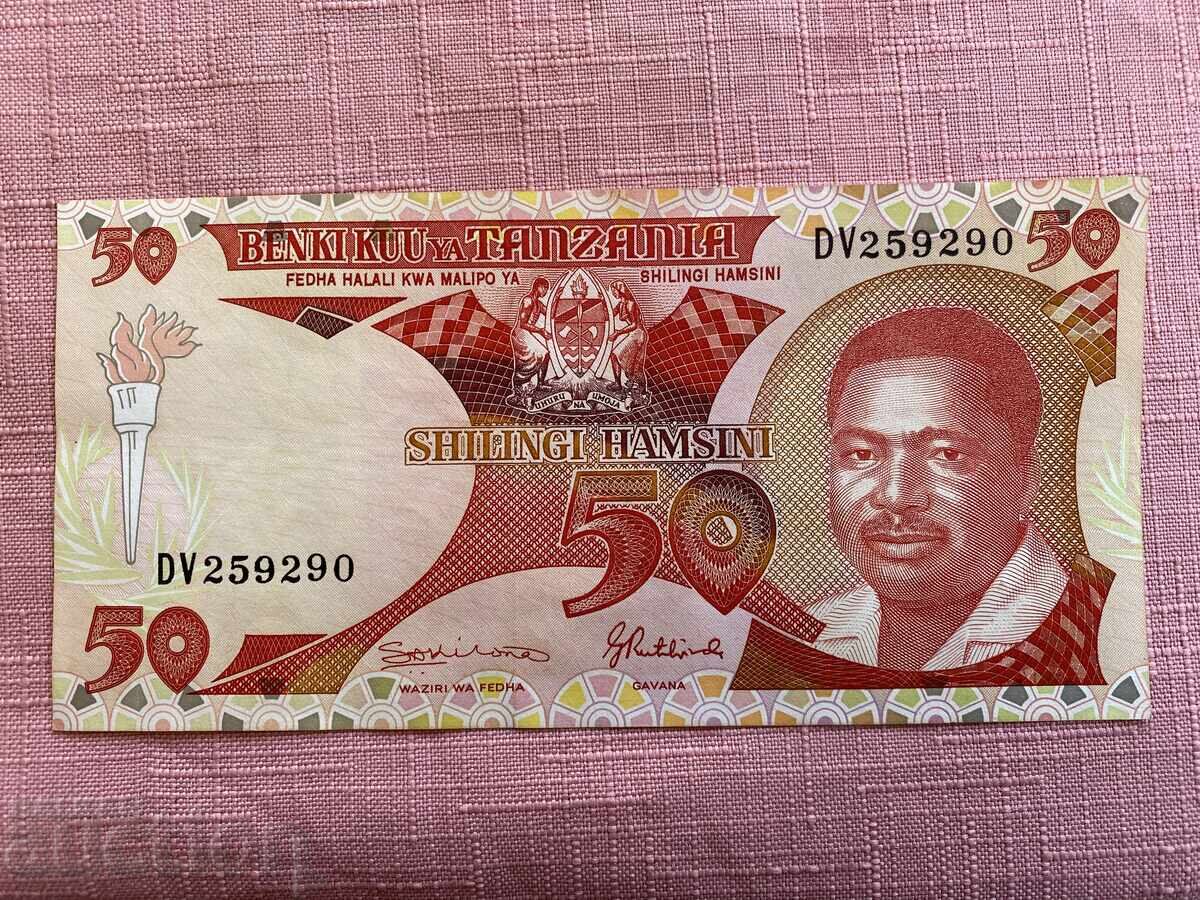 50
BENKI KUU YA TANZANIA
DV259290
50
FEDHA HALALI KWA MALIPO YA SHILINGI HAMSINI
UHURU NA UMOJA
SHILINGI HAMSINI
50
DV259290
50
WAZIRI WA FEDHA
GAVANA
auction